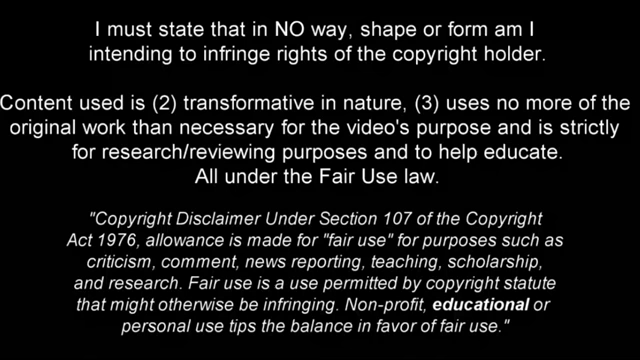 I must state that in NO way, shape or form am I
intending to infringe rights of the copyright holder.
Content used is (2) transformative in nature, (3) uses no more of the
original work than necessary for the video's purpose and is strictly
for research/reviewing purposes and to help educate.
All under the Fair Use law.
"Copyright Disclaimer Under Section 107 of the Copyright
Act 1976, allowance is made for "fair use" for purposes such as
criticism, comment, news reporting, teaching, scholarship,
and research. Fair use is a use permitted by copyright statute
that might otherwise be infringing. Non-profit, educational or
personal use tips the balance in favor of fair use."